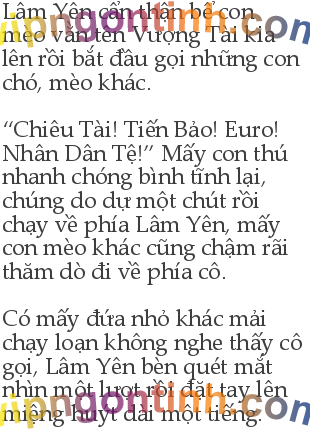 Lâm Yên cẩn thận bế con
mèo vằn tên Vượng Tài kia
lên rồi bắt đầu gọi những con
chó, mèo khác.
“Chiêu Tài! Tiến Bảo! Euro!
Nhân Dân Tệ!” Mấy con thú
nhanh chóng bình tĩnh lại,
chúng do dự một chút rồi
chạy về phía Lâm Yên, mấy
con mèo khác cũng chậm rãi
thăm dò đi về phía cô.
Có mấy đứa nhỏ khác mải
chạy loạn không nghe thấy cô
gọi, Lâm Yên bèn quét mắt
nhìn một lượt rồi đặt tay lên
miệng huýt dài một tiếng.
vipngontinh.com
vipngontinh.com